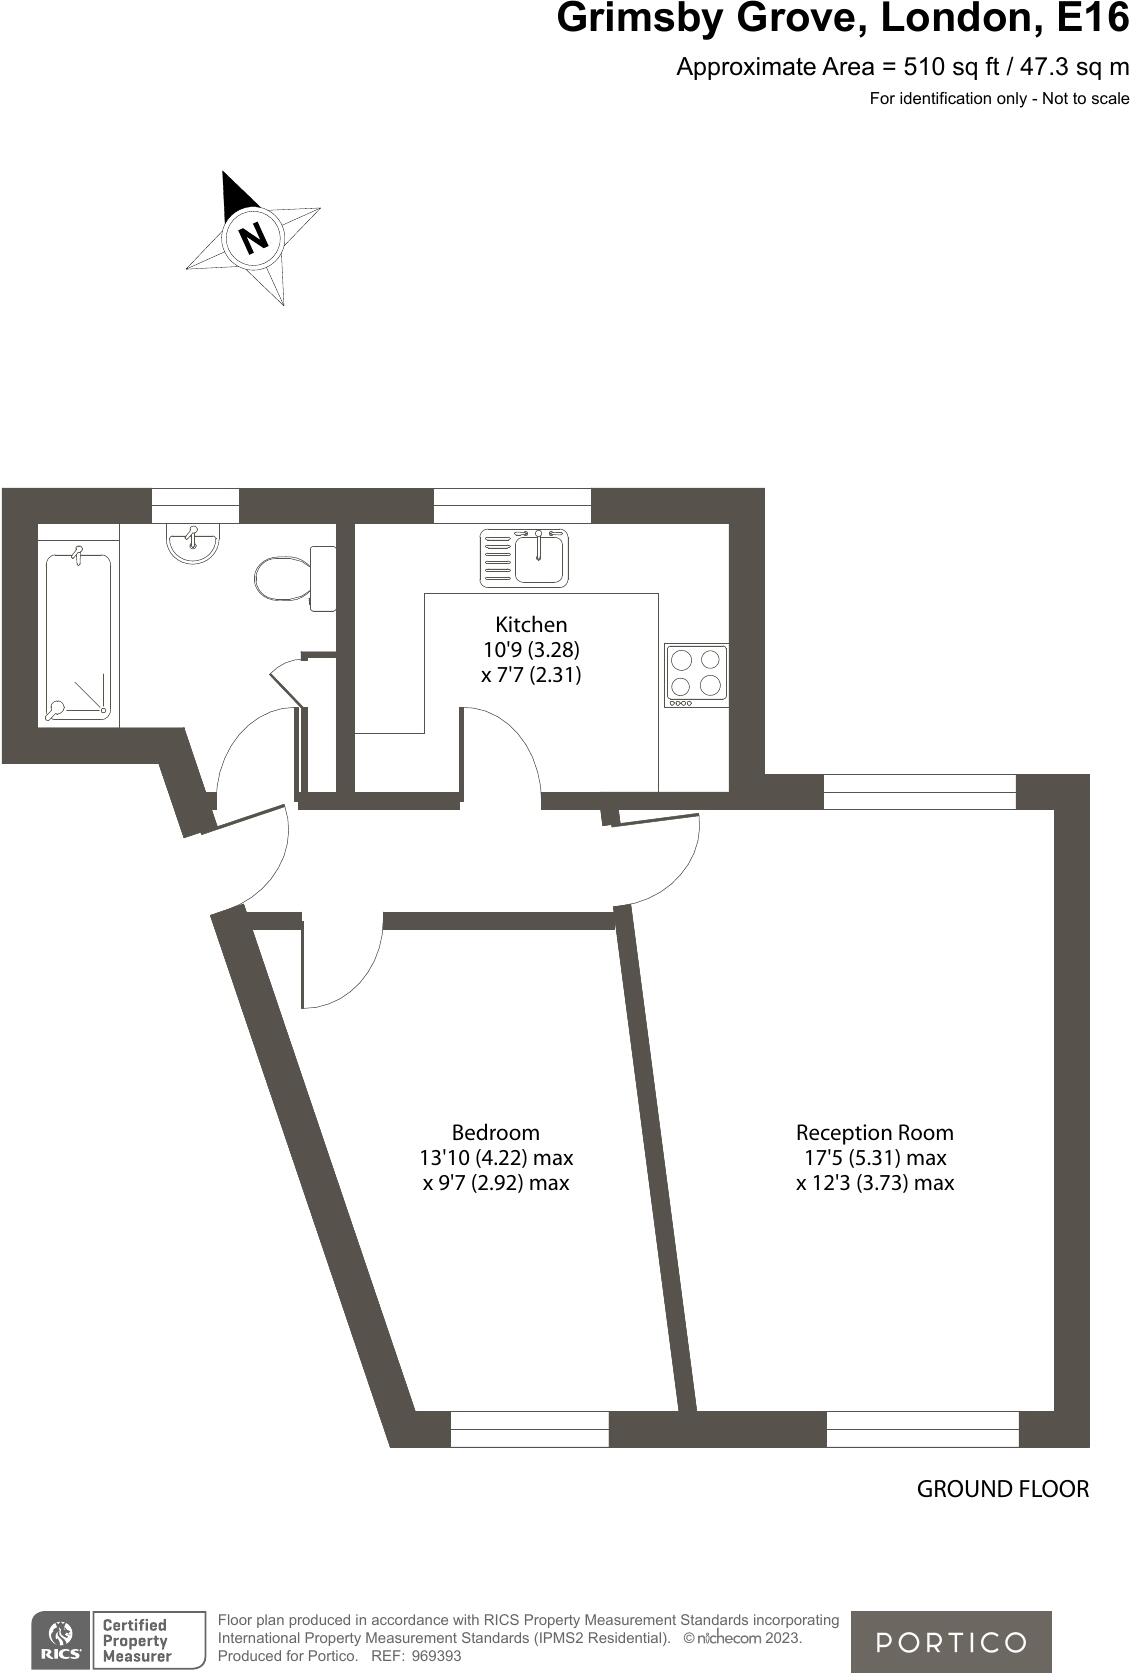 Grimsby Grove, London, E16
Approximate Area = 510 sq ft / 47.3 sq m
For identification only - Not to scale
N
Kitchen
10'9 (3.28)
x 7'7 (2.31)
Bedroom
13'10 (4.22) max
x 9'7 (2.92) max
Reception Room
17'5 (5.31) max
x 12'3 (3.73) max
GROUND FLOOR
RICS
Certified
Property
Measurer
Floor plan produced in accordance with RICS Property Measurement Standards incorporating
International Property Measurement Standards (IPMS2 Residential). © nichecom 2023.
Produced for Portico. REF: 969393
PORTICO